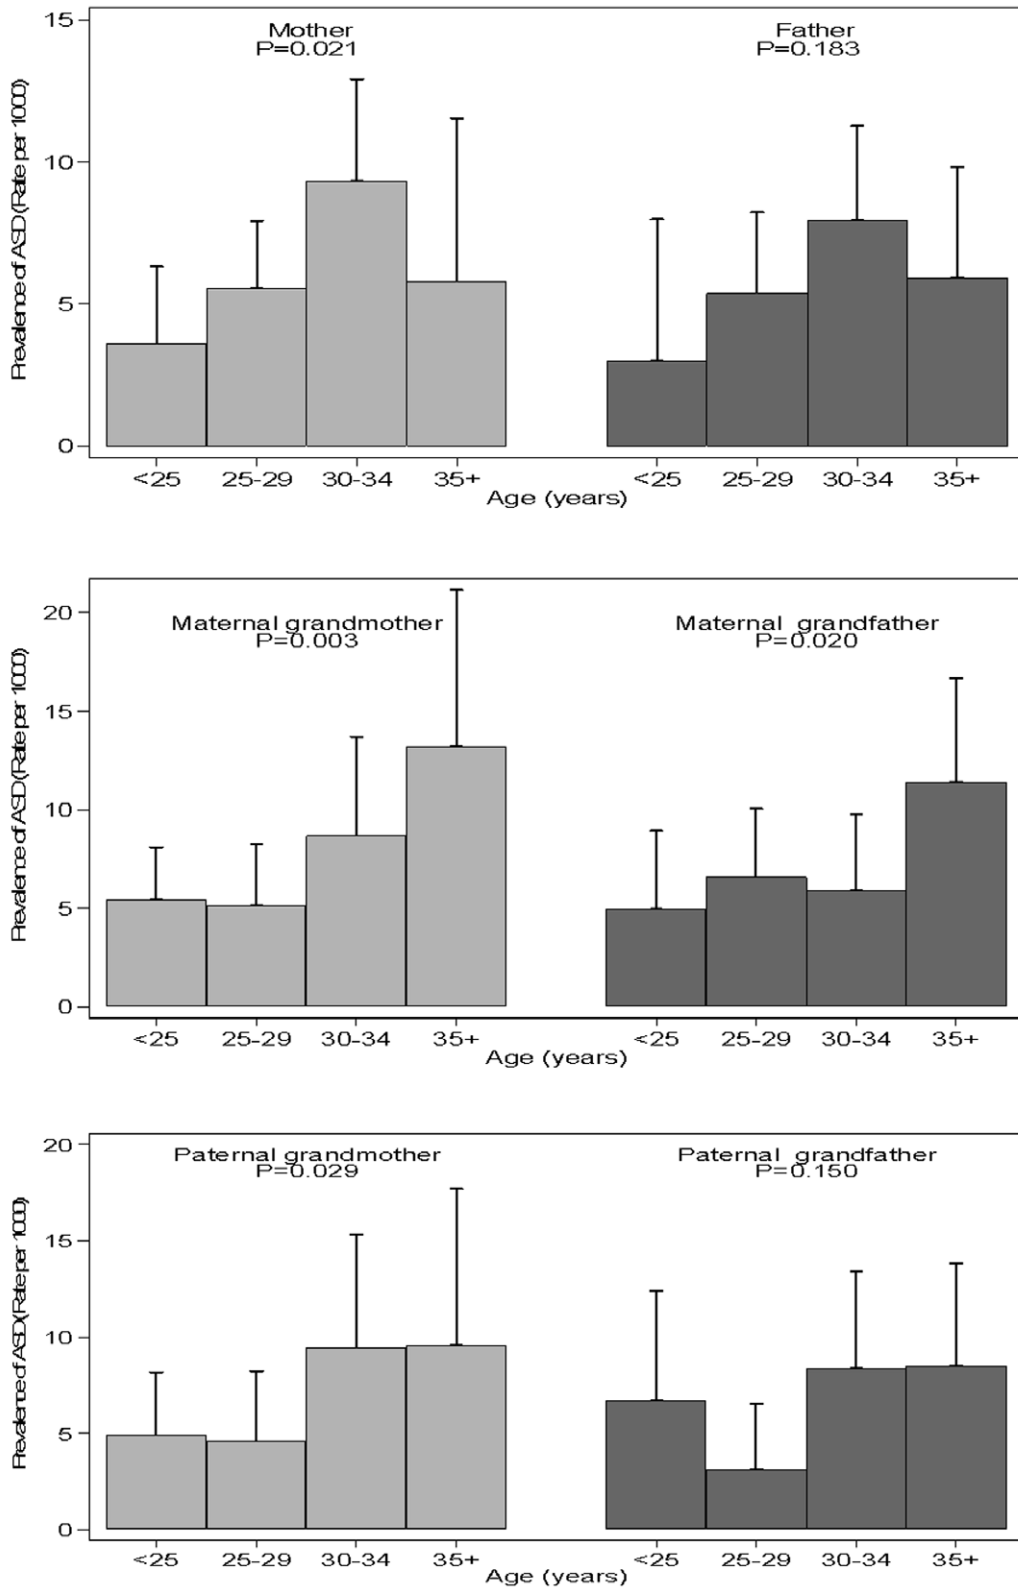 Mother
P=0.021
Father
P=0.183
Prevalence of ASD (Rate per 1000)
15
10
5
0
<25 25-29 30-34 35+ <25 25-29 30-34 35+
Age (years)
Maternal grandmother
P=0.003
Maternal grandfather
P=0.020
Prevalence of ASD (Rate per 1000)
20
15
10
5
0
<25 25-29 30-34 35+ <25 25-29 30-34 35+
Age (years)
Paternal grandmother
P=0.029
Paternal grandfather
P=0.150
Prevalence of ASD (Rate per 1000)
20
15
10
5
0
<25 25-29 30-34 35+ <25 25-29 30-34 35+
Age (years)